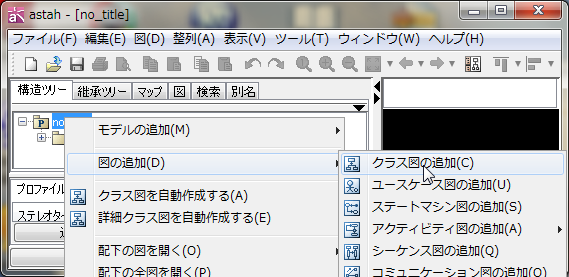 astah - [no_title]
ファイル(F) 編集(E) 図(D) 整列(A) 表示(V) ツール(T) ウィンドウ(W) ヘルプ(H)
構造ツリー 継承ツリー マップ 図 検索 別名
no
モデルの追加(M)
図の追加(D)
クラス図を自動作成する(A)
詳細クラス図を自動作成する(E)
配下の図を開く(O)
配下の全図を開く(P)
プロファイル
ステレオタ
クラス図の追加(C)
ユースケース図の追加(U)
ステートマシン図の追加(S)
アクティビティ図の追加(A)
シーケンス図の追加(Q)
コミュニケーション図の追加(O)